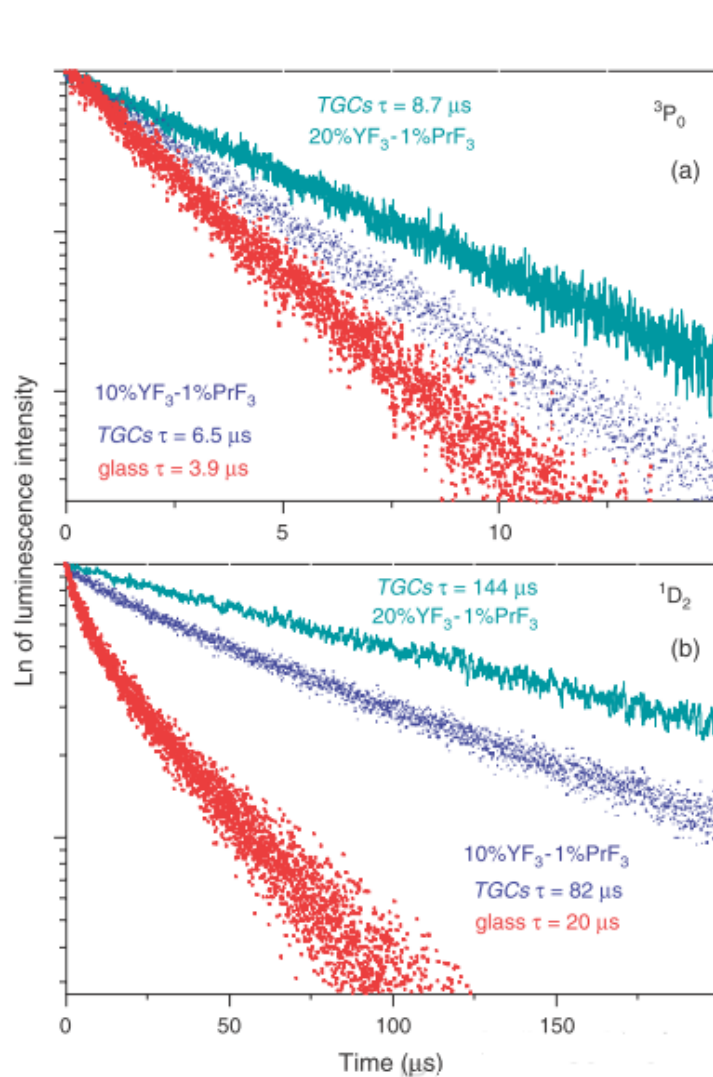 TGCs τ = 8.7 μs
20%YF₃-1%PrF₃
³P₀
(a)
10%YF₃-1%PrF₃
TGCs τ = 6.5 μs
glass τ = 3.9 μs
0 5 10
Ln of luminescence intensity
TGCs τ = 144 μs
20%YF₃-1%PrF₃
¹D₂
(b)
10%YF₃-1%PrF₃
TGCs τ = 82 μs
glass τ = 20 μs
0 50 100 150
Time (μs)